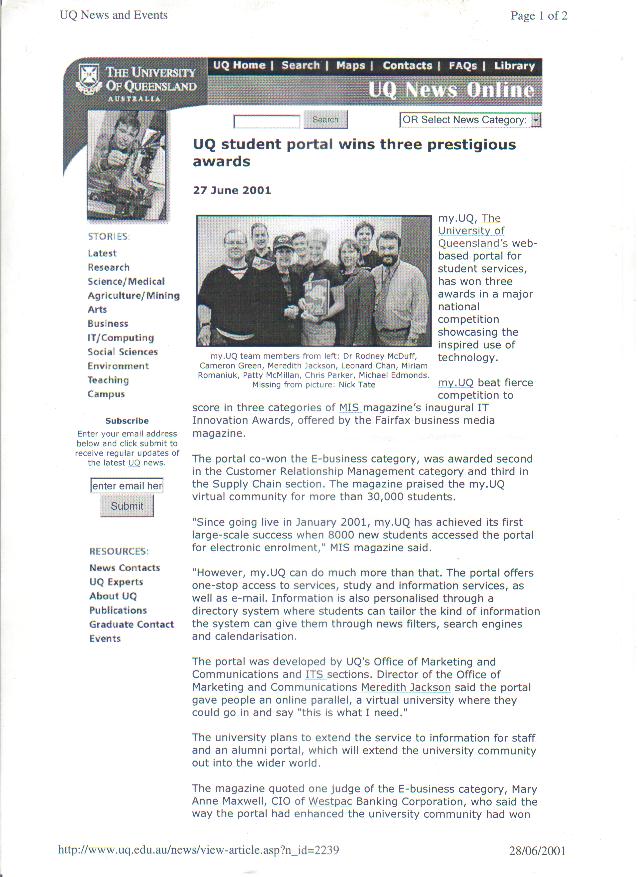 UQ News and Events
Page 1 of 2
THE UNIVERSITY
OF QUEENSLAND
AUSTRALIA
UQ Home | Search | Maps | Contacts | FAQs | Library
UQ News Online
Search
OR Select News Category:
UQ student portal wins three prestigious
awards
27 June 2001
my.UQ, The
University of
Queensland's web-
based portal for
student services,
has won three
awards in a major
national
competition
showcasing the
inspired use of
technology.
my.UQ team members from left: Dr Rodney McDuff,
Cameron Green, Meredith Jackson, Leonard Chan, Miriam
Romaniuk, Patty McMillan, Chris Parker, Michael Edmonds.
Missing from picture: Nick Tate
my.UQ beat fierce
competition to
score in three categories of MIS magazine's inaugural IT
Innovation Awards, offered by the Fairfax business media
magazine.
The portal co-won the E-business category, was awarded second
in the Customer Relationship Management category and third in
the Supply Chain section. The magazine praised the my.UQ
virtual community for more than 30,000 students.
"Since going live in January 2001, my.UQ has achieved its first
large-scale success when 8000 new students accessed the portal
for electronic enrolment," MIS magazine said.
"However, my.UQ can do much more than that. The portal offers
one-stop access to services, study and information services, as
well as e-mail. Information is also personalised through a
directory system where students can tailor the kind of information
the system can give them through news filters, search engines
and calendarisation.
The portal was developed by UQ's Office of Marketing and
Communications and ITS sections. Director of the Office of
Marketing and Communications Meredith Jackson said the portal
gave people an online parallel, a virtual university where they
could go in and say "this is what I need."
The university plans to extend the service to information for staff
and an alumni portal, which will extend the university community
out into the wider world.
The magazine quoted one judge of the E-business category, Mary
Anne Maxwell, CIO of Westpac Banking Corporation, who said the
way the portal had enhanced the university community had won
STORIES:
Latest
Research
Science/Medical
Agriculture/Mining
Arts
Business
IT/Computing
Social Sciences
Environment
Teaching
Campus
Subscribe
Enter your email address
below and click submit to
receive regular updates of
the latest UQ news.
enter email her
Submit
RESOURCES:
News Contacts
UQ Experts
About UQ
Publications
Graduate Contact
Events
http://www.uq.edu.au/news/view-article.asp?n_id=2239
28/06/2001